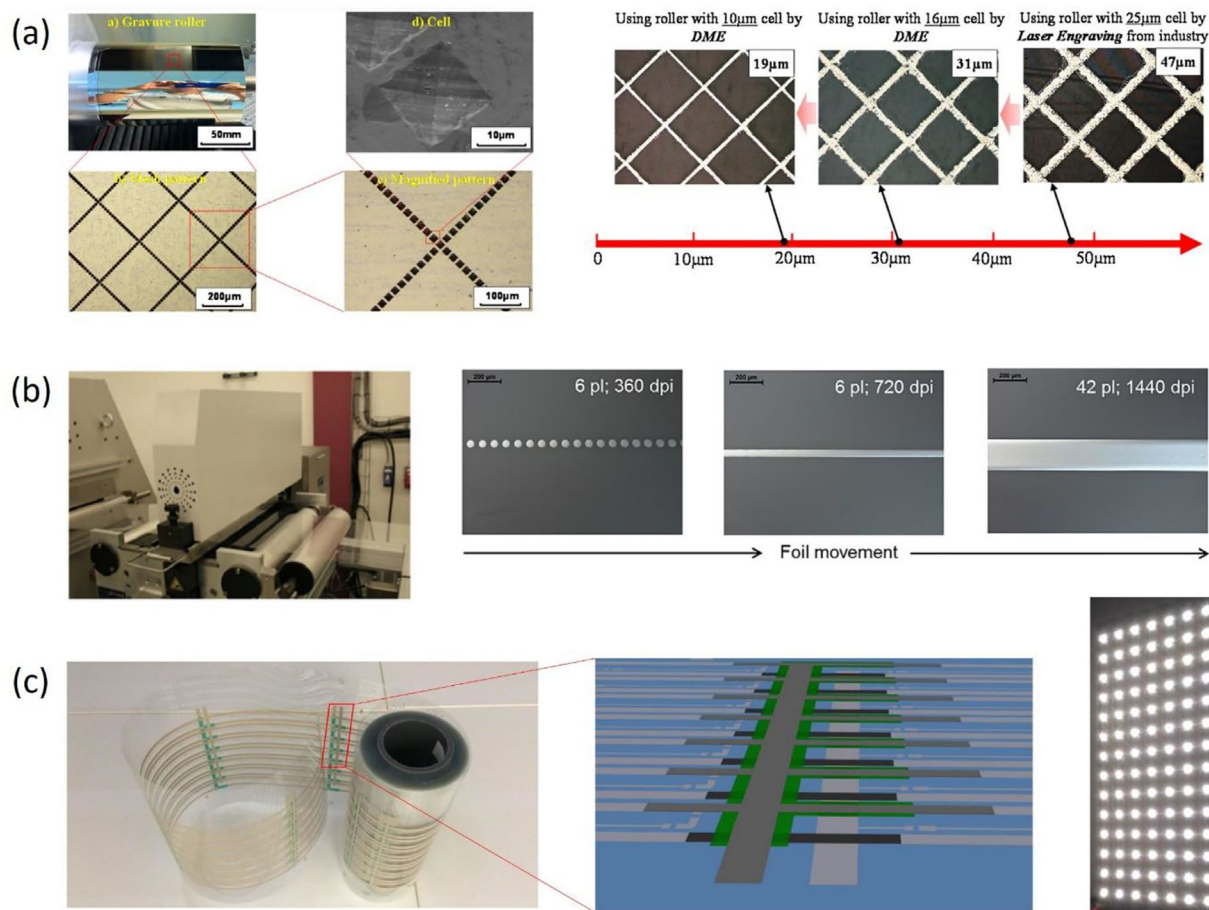 (a)
a) Gravure roller
50mm
d) Cell
10μm
b) Mesh pattern
200μm
c) Magnified pattern
100μm
Using roller with 10μm cell by
DME
19μm
Using roller with 16μm cell by
DME
31μm
Using roller with 25μm cell by
Laser Engraving from industry
47μm
0 10μm 20μm 30μm 40μm 50μm
(b)
200 μm
6 pl; 360 dpi
200 μm
6 pl; 720 dpi
200 μm
42 pl; 1440 dpi
Foil movement
(c)